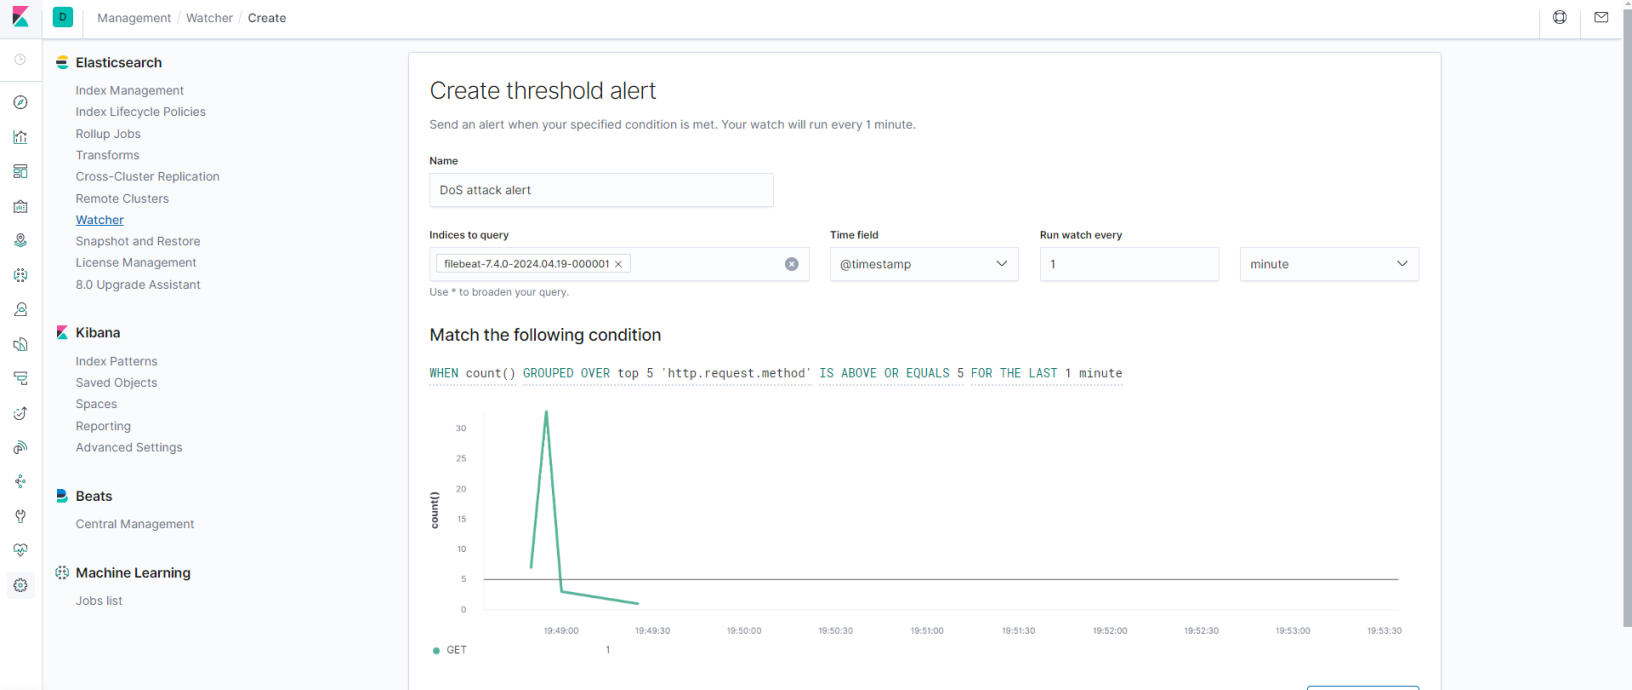 D Management / Watcher / Create
Elasticsearch
Index Management
Index Lifecycle Policies
Rollup Jobs
Transforms
Cross-Cluster Replication
Remote Clusters
Watcher
Snapshot and Restore
License Management
8.0 Upgrade Assistant
Kibana
Index Patterns
Saved Objects
Spaces
Reporting
Advanced Settings
Beats
Central Management
Machine Learning
Jobs list
Create threshold alert
Send an alert when your specified condition is met. Your watch will run every 1 minute.
Name
DoS attack alert
Indices to query Time field Run watch every
filebeat-7.4.0-2024.04.19-000001 @timestamp 1 minute
Use * to broaden your query.
Match the following condition
WHEN count() GROUPED OVER top 5 'http.request.method' IS ABOVE OR EQUALS 5 FOR THE LAST 1 minute
count()
30
25
20
15
10
5
0
19:49:00 19:49:30 19:50:00 19:50:30 19:51:00 19:51:30 19:52:00 19:52:30 19:53:00 19:53:30
GET 1